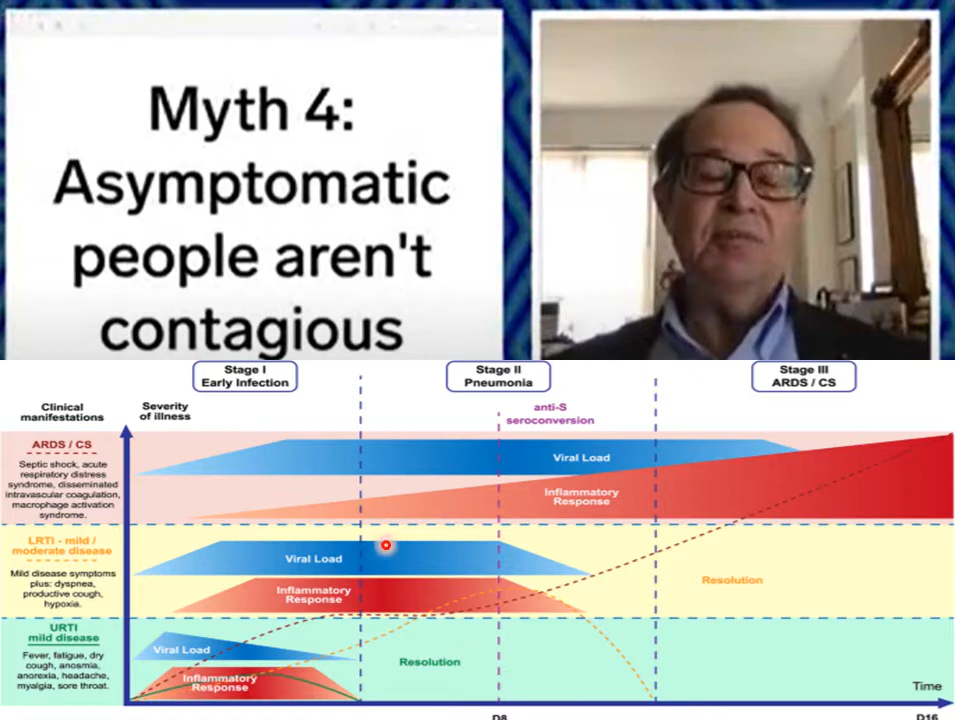 Myth 4:
Asymptomatic
people aren't
contagious
Stage I
Early Infection
Stage II
Pneumonia
Stage III
ARDS / CS
Clinical
manifestations
Severity
of illness
anti-S
seroconversion
ARDS / CS
Septic shock, acute
respiratory distress
syndrome, disseminated
intravascular coagulation,
macrophage activation
syndrome.
Viral Load
Inflammatory
Response
LRTI - mild /
moderate disease
Mild disease symptoms
plus: dyspnea,
productive cough,
hypoxia.
Viral Load
Inflammatory
Response
Resolution
URTI
mild disease
Fever, fatigue, dry
cough, anosmia,
anorexia, headache,
myalgia, sore throat.
Viral Load
Inflammatory
Response
Resolution
Time
D8
D16